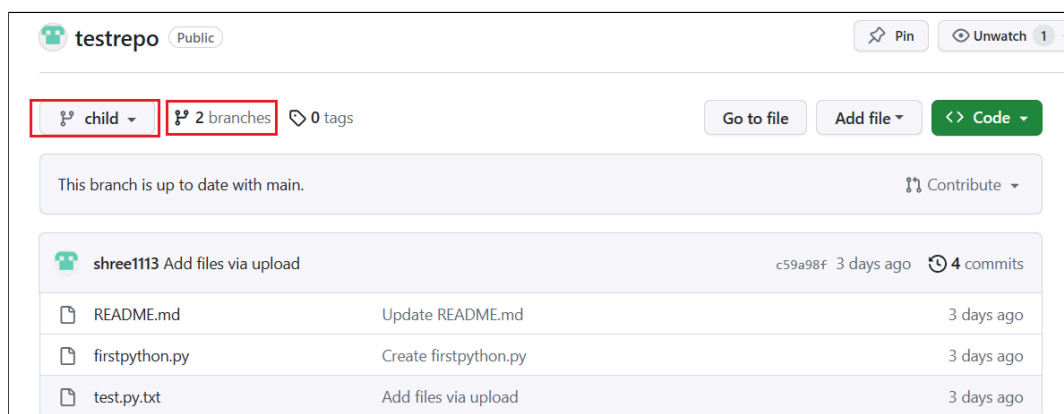 testrepo Public Pin Unwatch 1
child 2 branches 0 tags Go to file Add file <> Code
This branch is up to date with main. Contribute
shree1113 Add files via upload c59a98f 3 days ago 4 commits
README.md Update README.md 3 days ago
firstpython.py Create firstpython.py 3 days ago
test.py.txt Add files via upload 3 days ago